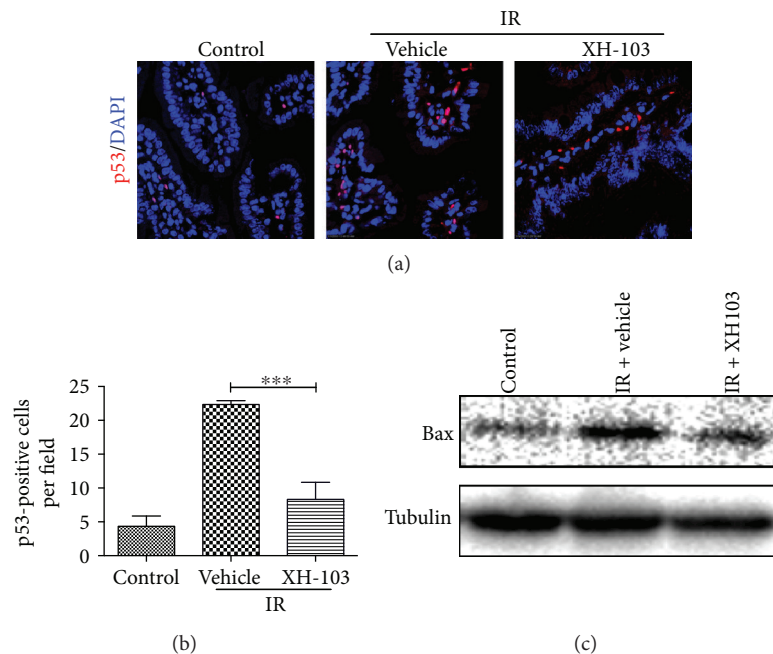 IR
Control
Vehicle
XH-103
p53/DAPI
(a)
p53-positive cells
per field
25
20
15
10
5
0
***
Control
Vehicle
XH-103
IR
(b)
Control
IR + vehicle
IR + XH103
Bax
Tubulin
(c)